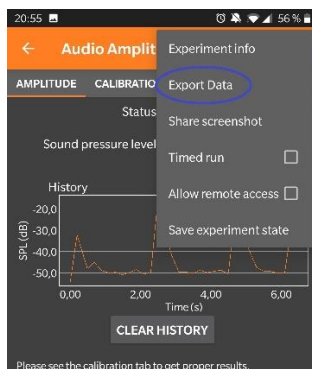 20:55 56 %
Audio Amplit
Experiment info
AMPLITUDE CALIBRATIO
Export Data
Status
Share screenshot
Sound pressure level
Timed run
Allow remote access
Save experiment state
History
SPL (dB)
-20,0
-30,0
-40,0
-50,0
0,00 2,00 4,00 6,00
Time (s)
CLEAR HISTORY
Please see the calibration tab to get proper results.